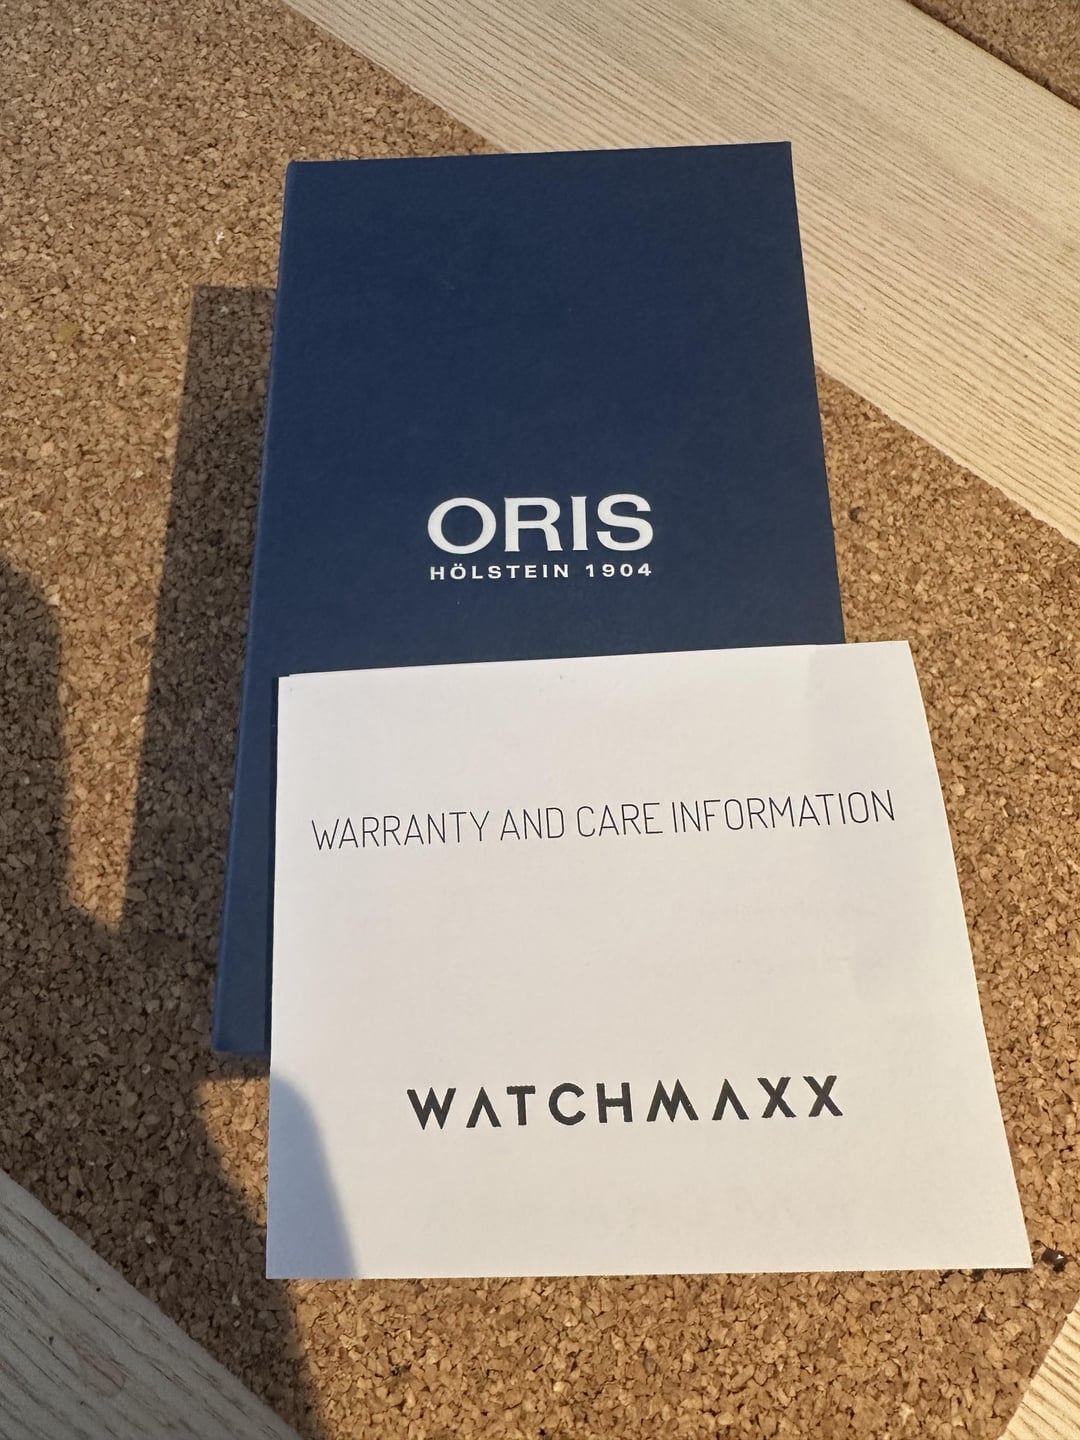 ORIS
HÖLSTEIN 1904
WARRANTY AND CARE INFORMATION
WATCHMAXX